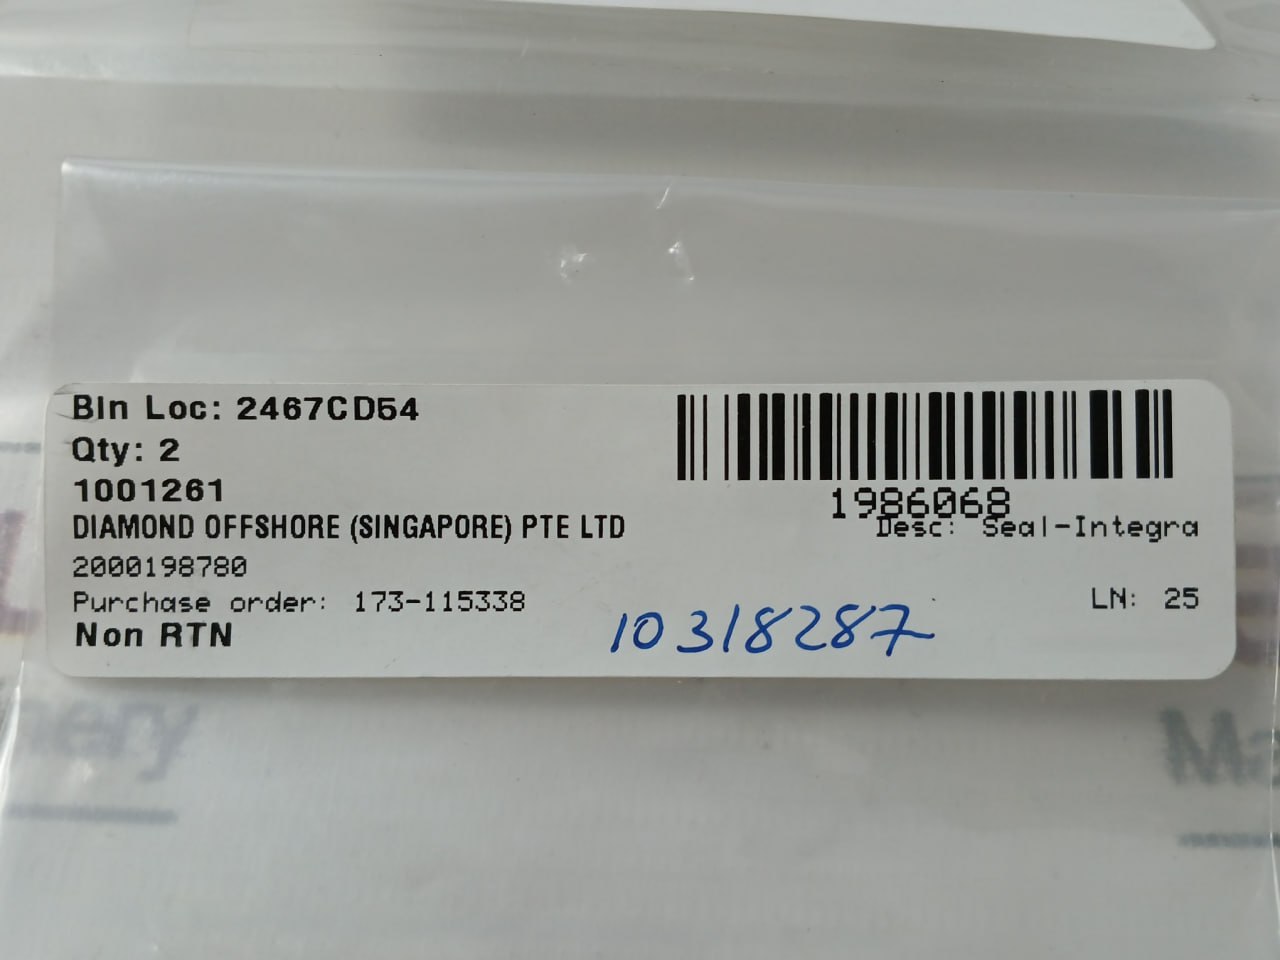 Bin Loc: 2467CD54
Qty: 2
1001261
DIAMOND OFFSHORE (SINGAPORE) PTE LTD
2000198780
Purchase order: 173-115338
Non RTN
1986068
Desc: Seal-Integra
LN: 25
10318287